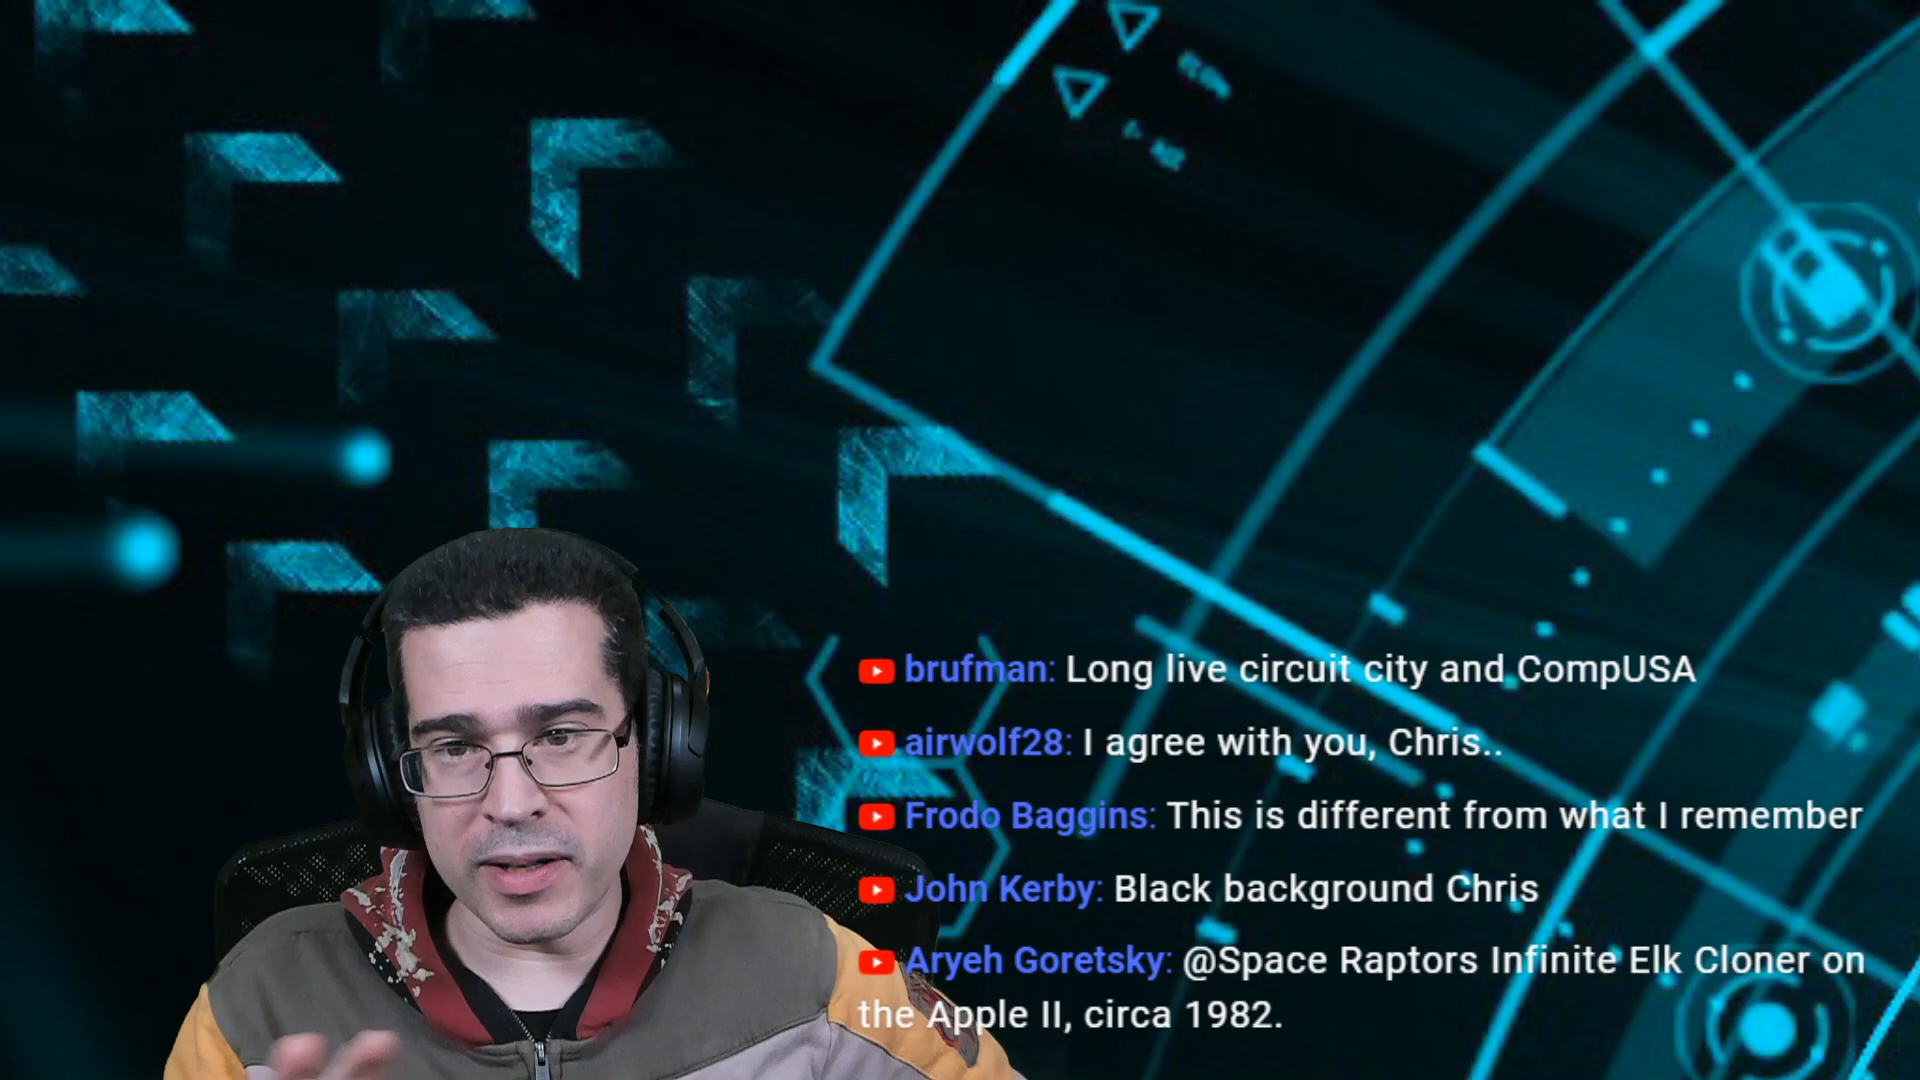 brufman: Long live circuit city and CompUSA
airwolf28: I agree with you, Chris..
Frodo Baggins: This is different from what I remember
John Kerby: Black background Chris
Aryeh Goretsky: @Space Raptors Infinite Elk Cloner on
the Apple II, circa 1982.